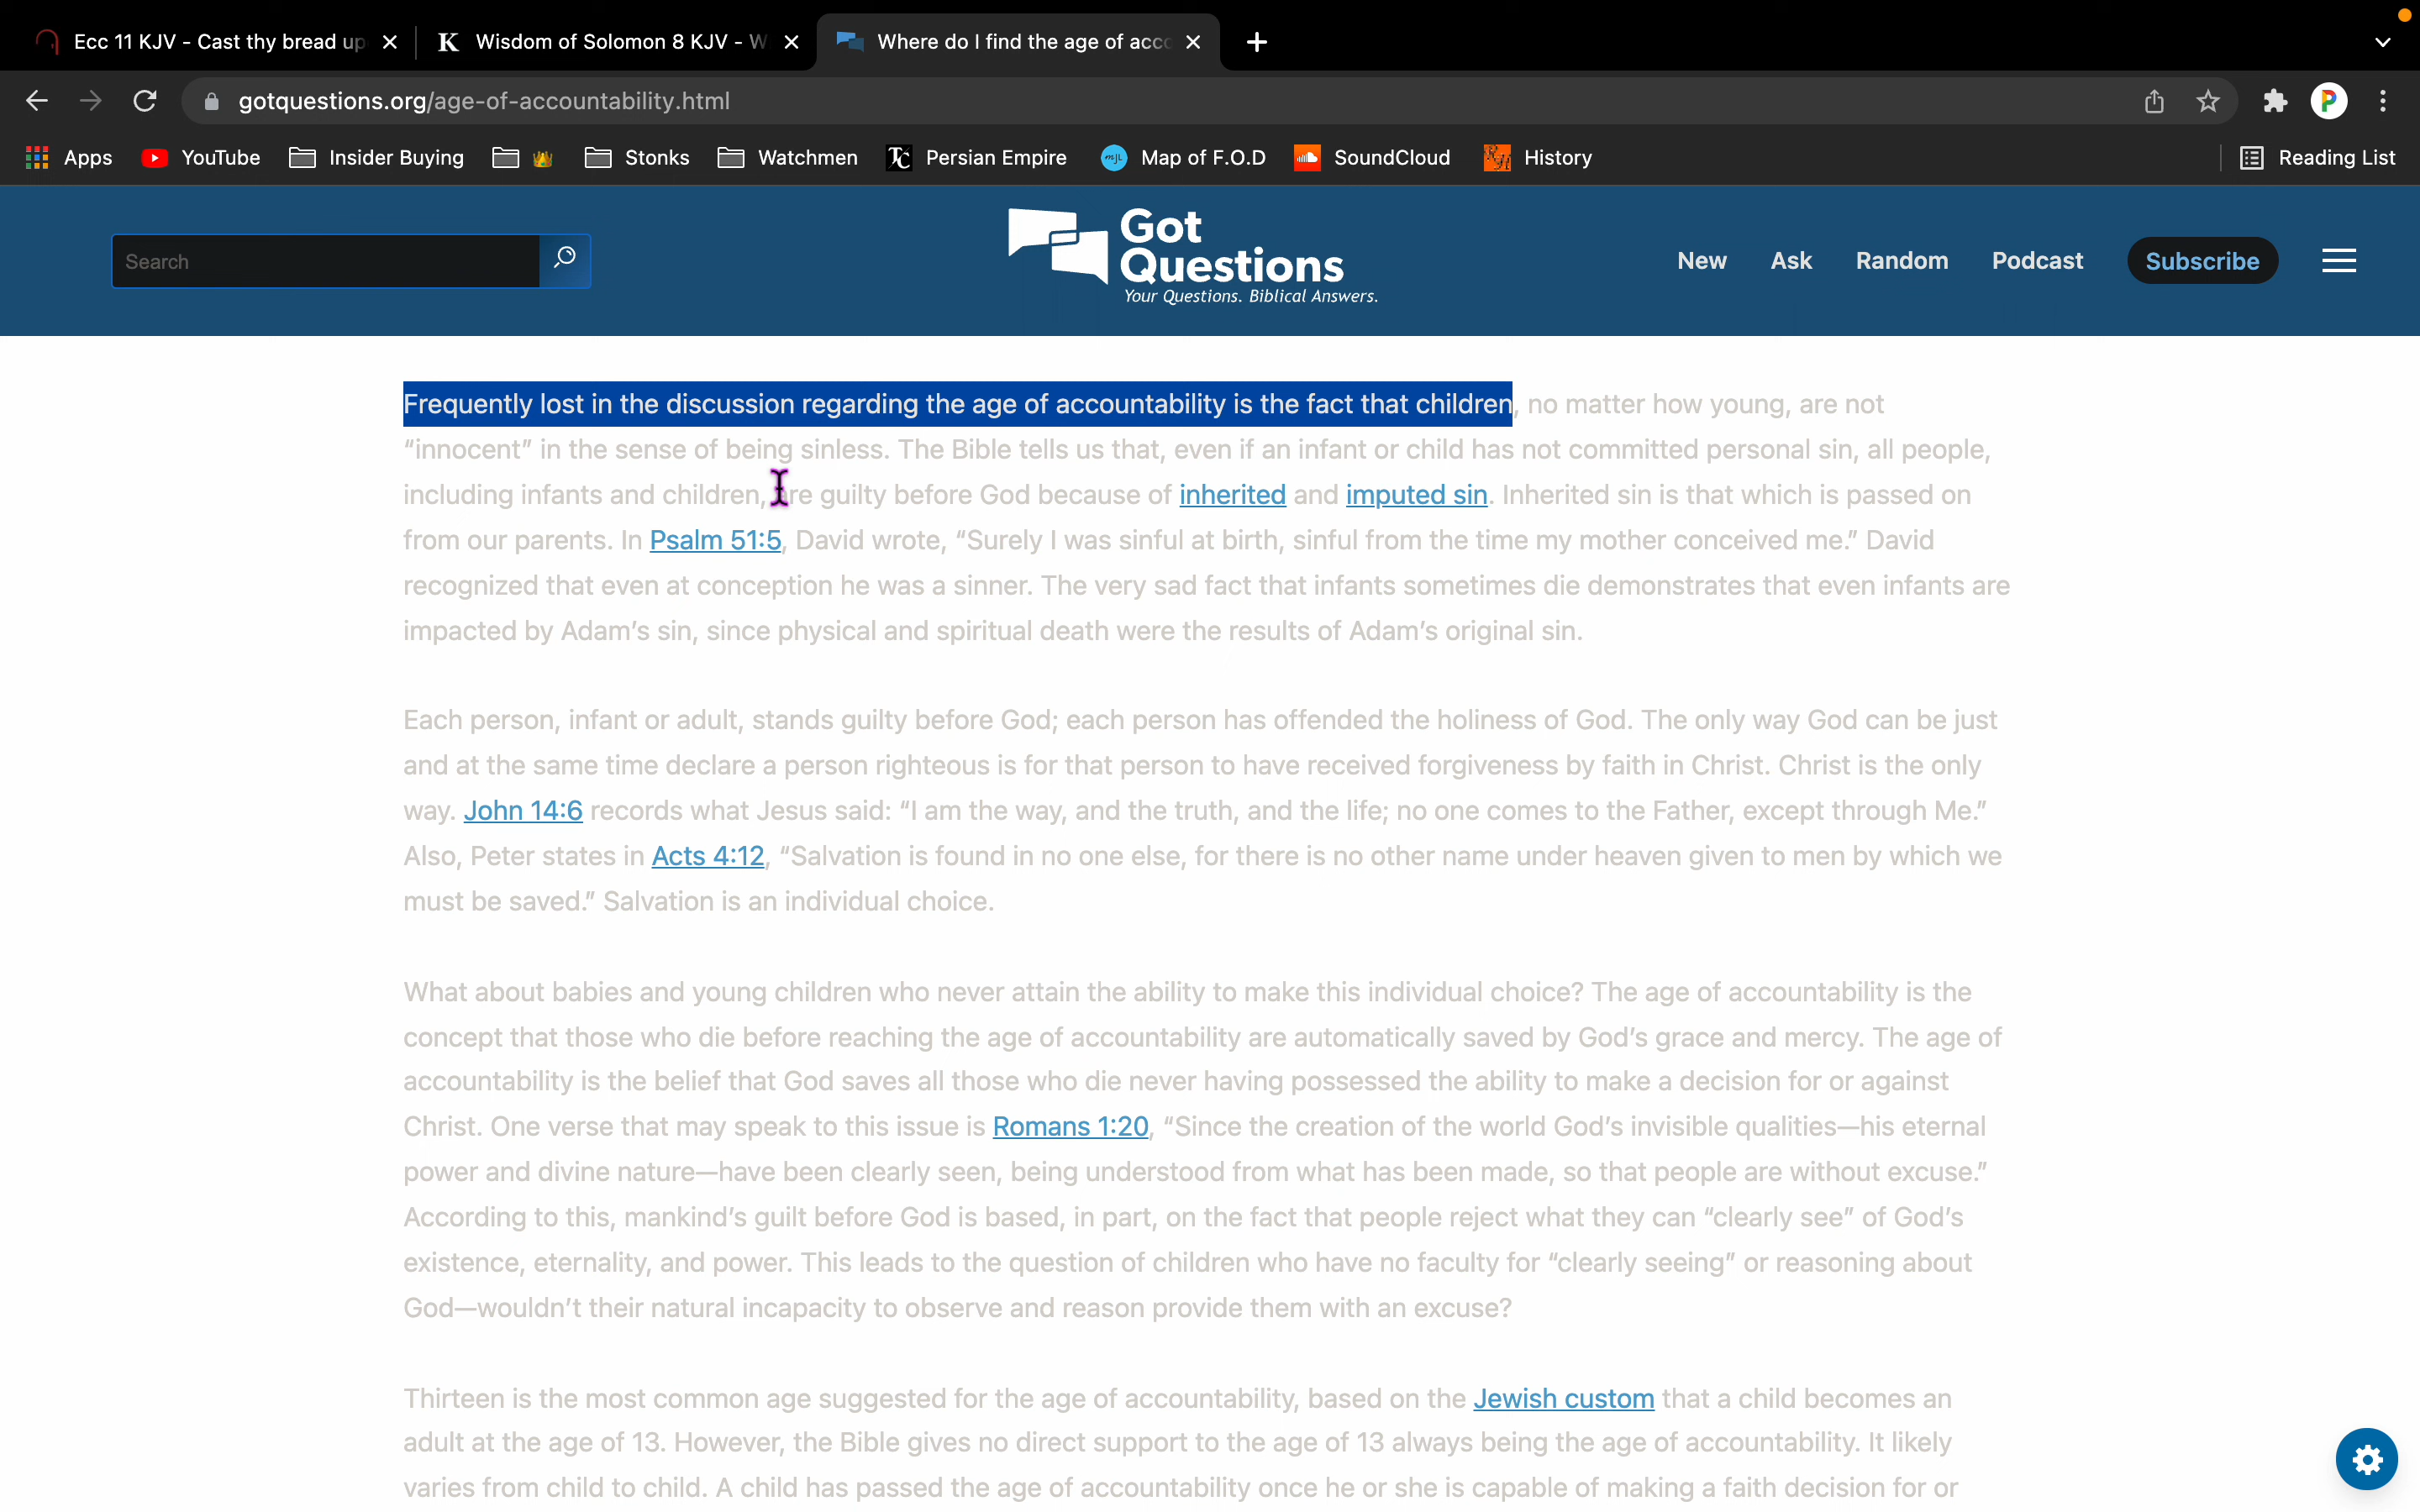 Ecc 11 KJV - Cast thy bread up
Wisdom of Solomon 8 KJV - W
Where do I find the age of acco
gotquestions.org/age-of-accountability.html
P
Apps
YouTube
Insider Buying
Stonks
Watchmen
TC
Persian Empire
mjl
Map of F.O.D
SoundCloud
History
Reading List
Search
Got
Questions
Your Questions. Biblical Answers.
New
Ask
Random
Podcast
Subscribe
Frequently lost in the discussion regarding the age of accountability is the fact that children, no matter how young, are not
“innocent” in the sense of being sinless. The Bible tells us that, even if an infant or child has not committed personal sin, all people,
including infants and children, are guilty before God because of inherited and imputed sin. Inherited sin is that which is passed on
from our parents. In Psalm 51:5, David wrote, “Surely I was sinful at birth, sinful from the time my mother conceived me.” David
recognized that even at conception he was a sinner. The very sad fact that infants sometimes die demonstrates that even infants are
impacted by Adam’s sin, since physical and spiritual death were the results of Adam’s original sin.
Each person, infant or adult, stands guilty before God; each person has offended the holiness of God. The only way God can be just
and at the same time declare a person righteous is for that person to have received forgiveness by faith in Christ. Christ is the only
way. John 14:6 records what Jesus said: “I am the way, and the truth, and the life; no one comes to the Father, except through Me.”
Also, Peter states in Acts 4:12, “Salvation is found in no one else, for there is no other name under heaven given to men by which we
must be saved.” Salvation is an individual choice.
What about babies and young children who never attain the ability to make this individual choice? The age of accountability is the
concept that those who die before reaching the age of accountability are automatically saved by God’s grace and mercy. The age of
accountability is the belief that God saves all those who die never having possessed the ability to make a decision for or against
Christ. One verse that may speak to this issue is Romans 1:20, “Since the creation of the world God’s invisible qualities—his eternal
power and divine nature—have been clearly seen, being understood from what has been made, so that people are without excuse.”
According to this, mankind’s guilt before God is based, in part, on the fact that people reject what they can “clearly see” of God’s
existence, eternality, and power. This leads to the question of children who have no faculty for “clearly seeing” or reasoning about
God—wouldn’t their natural incapacity to observe and reason provide them with an excuse?
Thirteen is the most common age suggested for the age of accountability, based on the Jewish custom that a child becomes an
adult at the age of 13. However, the Bible gives no direct support to the age of 13 always being the age of accountability. It likely
varies from child to child. A child has passed the age of accountability once he or she is capable of making a faith decision for or